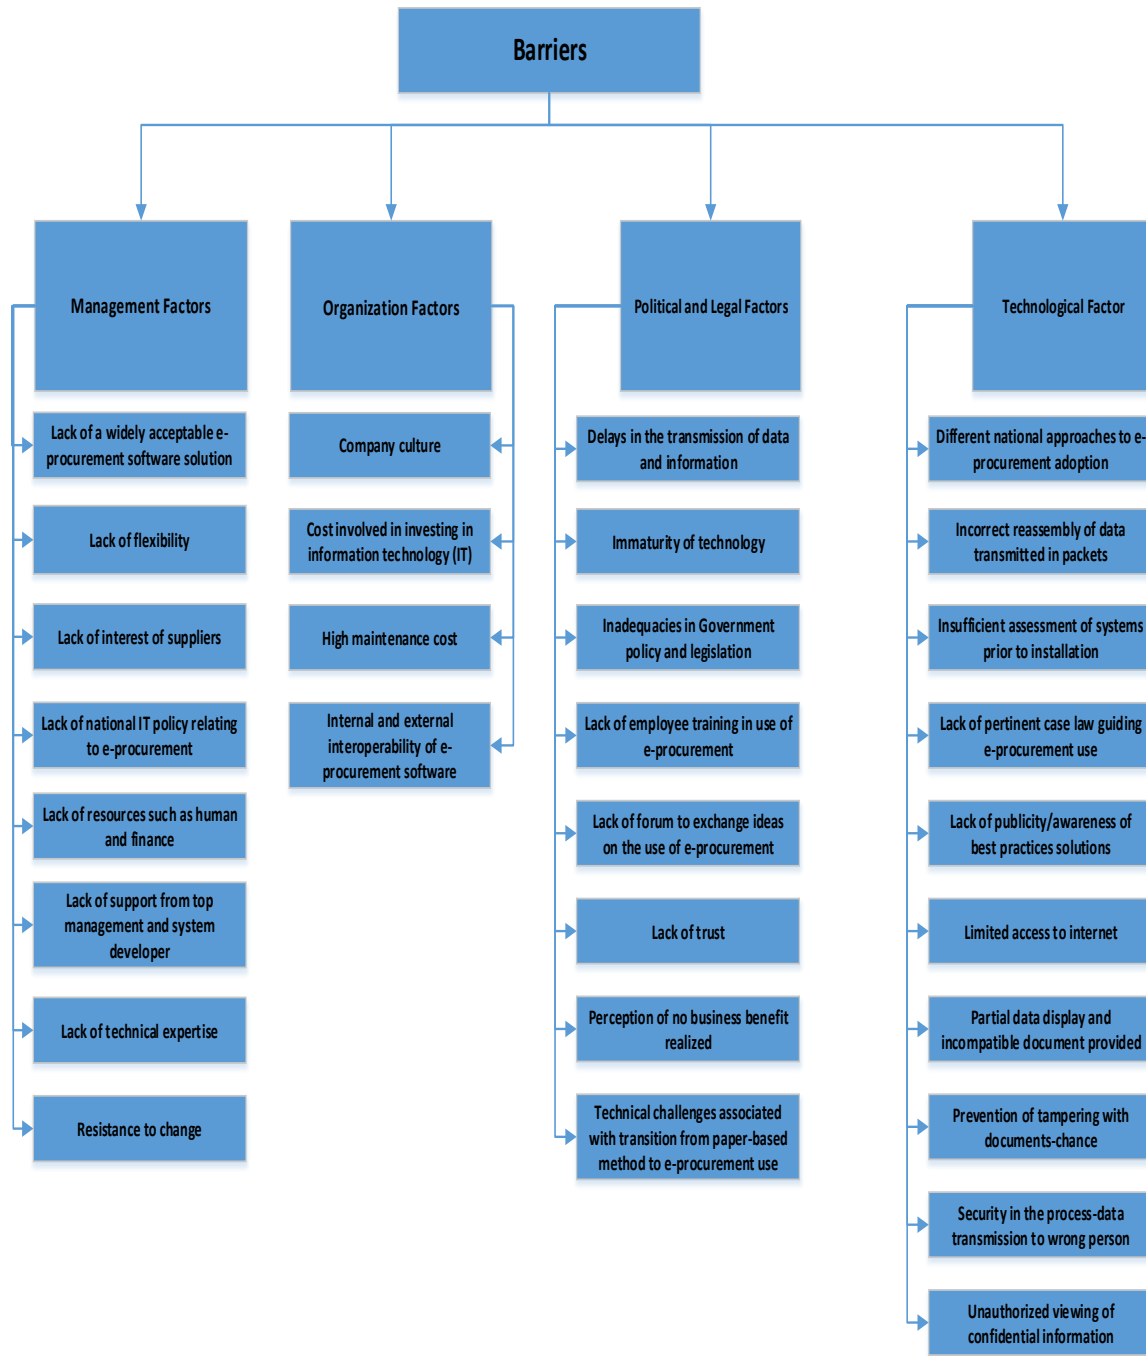 Barriers
Management Factors
Organization Factors
Political and Legal Factors
Technological Factor
Lack of a widely acceptable e-
procurement software solution
Lack of flexibility
Lack of interest of suppliers
Lack of national IT policy relating
to e-procurement
Lack of resources such as human
and finance
Lack of support from top
management and system
developer
Lack of technical expertise
Resistance to change
Company culture
Cost involved in investing in
information technology (IT)
High maintenance cost
Internal and external
interoperability of e-
procurement software
Delays in the transmission of data
and information
Immaturity of technology
Inadequacies in Government
policy and legislation
Lack of employee training in use of
e-procurement
Lack of forum to exchange ideas
on the use of e-procurement
Lack of trust
Perception of no business benefit
realized
Technical challenges associated
with transition from paper-based
method to e-procurement use
Different national approaches to e-
procurement adoption
Incorrect reassembly of data
transmitted in packets
Insufficient assessment of systems
prior to installation
Lack of pertinent case law guiding
e-procurement use
Lack of publicity/awareness of
best practices solutions
Limited access to internet
Partial data display and
incompatible document provided
Prevention of tampering with
documents-chance
Security in the process-data
transmission to wrong person
Unauthorized viewing of
confidential information